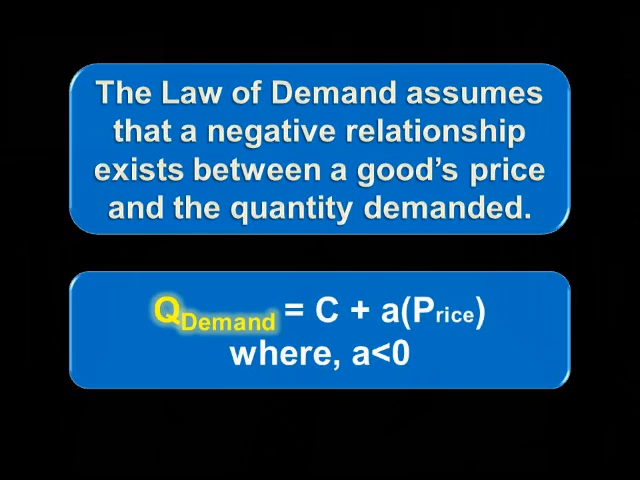 The Law of Demand assumes
that a negative relationship
exists between a good’s price
and the quantity demanded.
QDemand = C + a(Price)
where, a<0